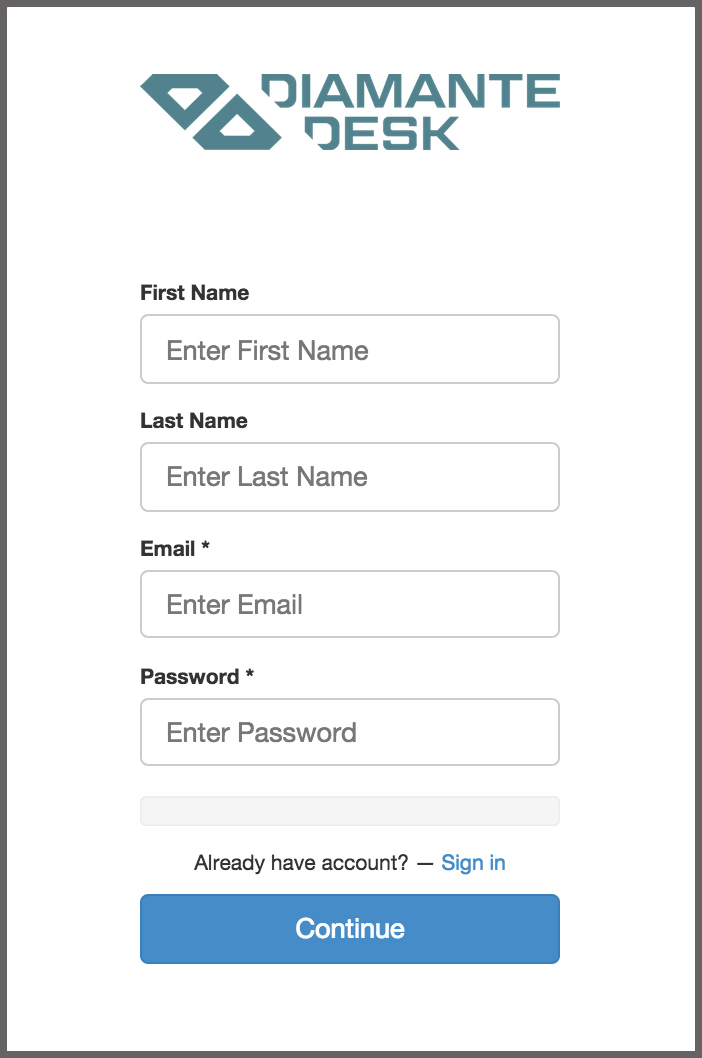 DIAMANTE
DESK
First Name
Enter First Name
Last Name
Enter Last Name
Email *
Enter Email
Password *
Enter Password
Already have account? — Sign in
Continue